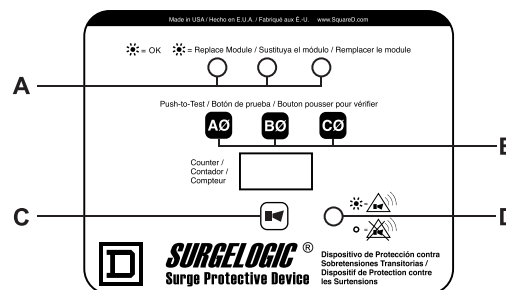 Made in USA / Hecho en E.U.A. / Fabriqué aux É.-U. www.SquareD.com
= OK = Replace Module / Sustituya el módulo / Remplacer le module
A
Push-to-Test / Botón de prueba / Bouton pousser pour vérifier
AØ BØ CØ
B
Counter /
Contador /
Compteur
C
D
D
SURGELOGIC ®
Surge Protective Device
Dispositivo de Protección contra
Sobretensiones Transitorias /
Dispositif de Protection contre
les Surtensions